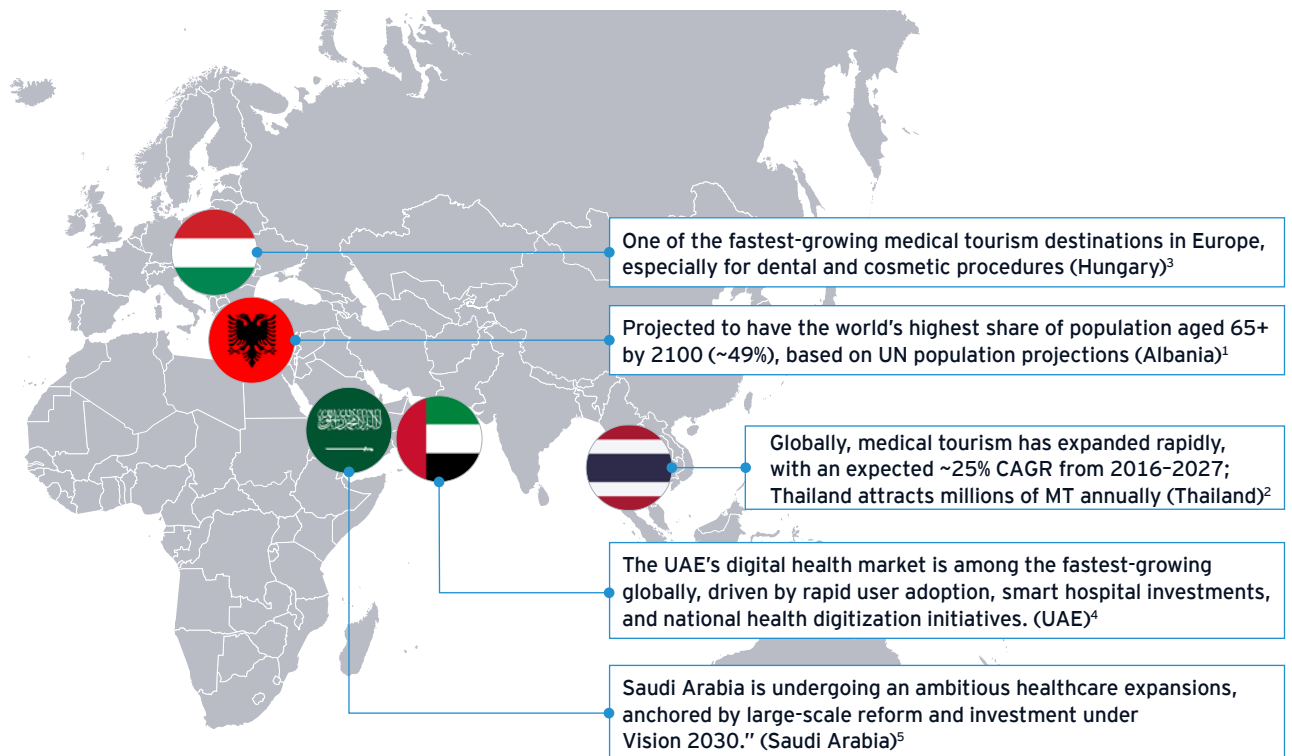 One of the fastest-growing medical tourism destinations in Europe,
especially for dental and cosmetic procedures (Hungary)³
Projected to have the world's highest share of population aged 65+
by 2100 (~49%), based on UN population projections (Albania)¹
Globally, medical tourism has expanded rapidly,
with an expected ~25% CAGR from 2016–2027;
Thailand attracts millions of MT annually (Thailand)²
The UAE's digital health market is among the fastest-growing
globally, driven by rapid user adoption, smart hospital investments,
and national health digitization initiatives. (UAE)⁴
Saudi Arabia is undergoing an ambitious healthcare expansions,
anchored by large-scale reform and investment under
Vision 2030.” (Saudi Arabia)⁵